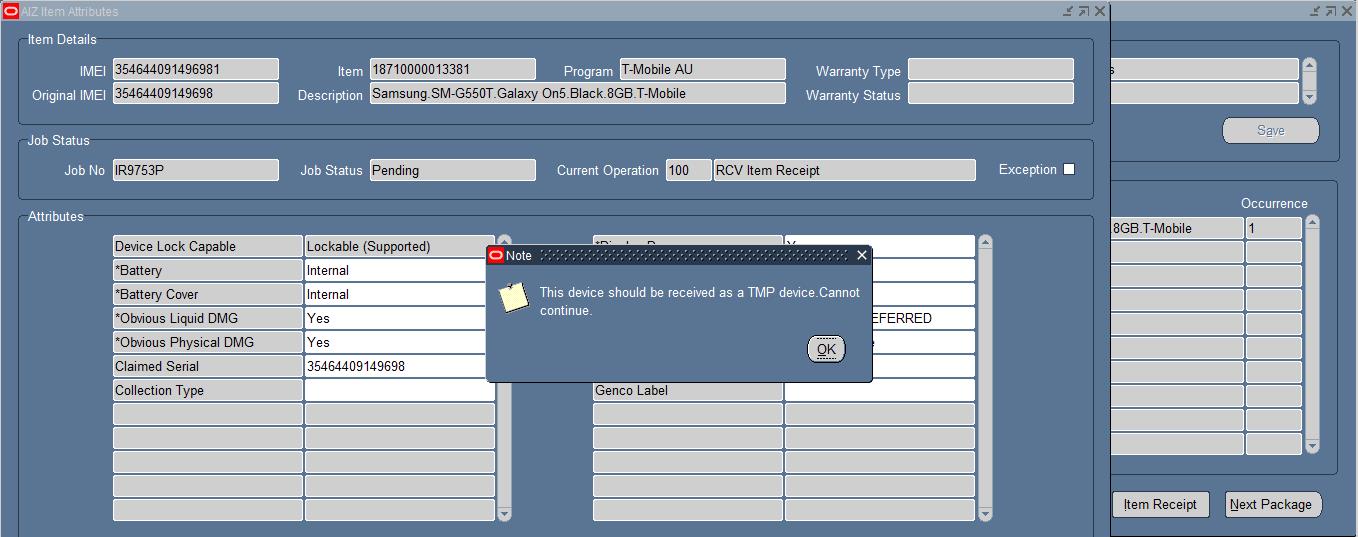 AIZ Item Attributes
Item Details
IMEI 354644091496981 Item 18710000013381 Program T-Mobile AU Warranty Type
Original IMEI 35464409149698 Description Samsung.SM-G550T.Galaxy On5.Black.8GB.T-Mobile Warranty Status
Save
Job Status
Job No IR9753P Job Status Pending Current Operation 100 RCV Item Receipt Exception
Attributes
Occurrence
.8GB.T-Mobile 1
Device Lock Capable Lockable (Supported)
*Battery Internal
*Battery Cover Internal
*Obvious Liquid DMG Yes
*Obvious Physical DMG Yes
Claimed Serial 35464409149698
Collection Type
Note
This device should be received as a TMP device.Cannot
continue.
OK
EFERRED
Genco Label
Item Receipt Next Package